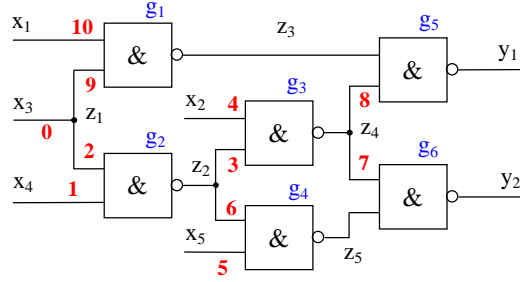 g₁
x₁ 10 z₃ g₅
& y₁
9 & 
x₃ x₂ 4 g₃ 8
0 z₁ & z₄
2 g₂ z₂ 3 7 g₆
x₄ 1 & 6 g₄ & y₂
&
x₅ z₅
5